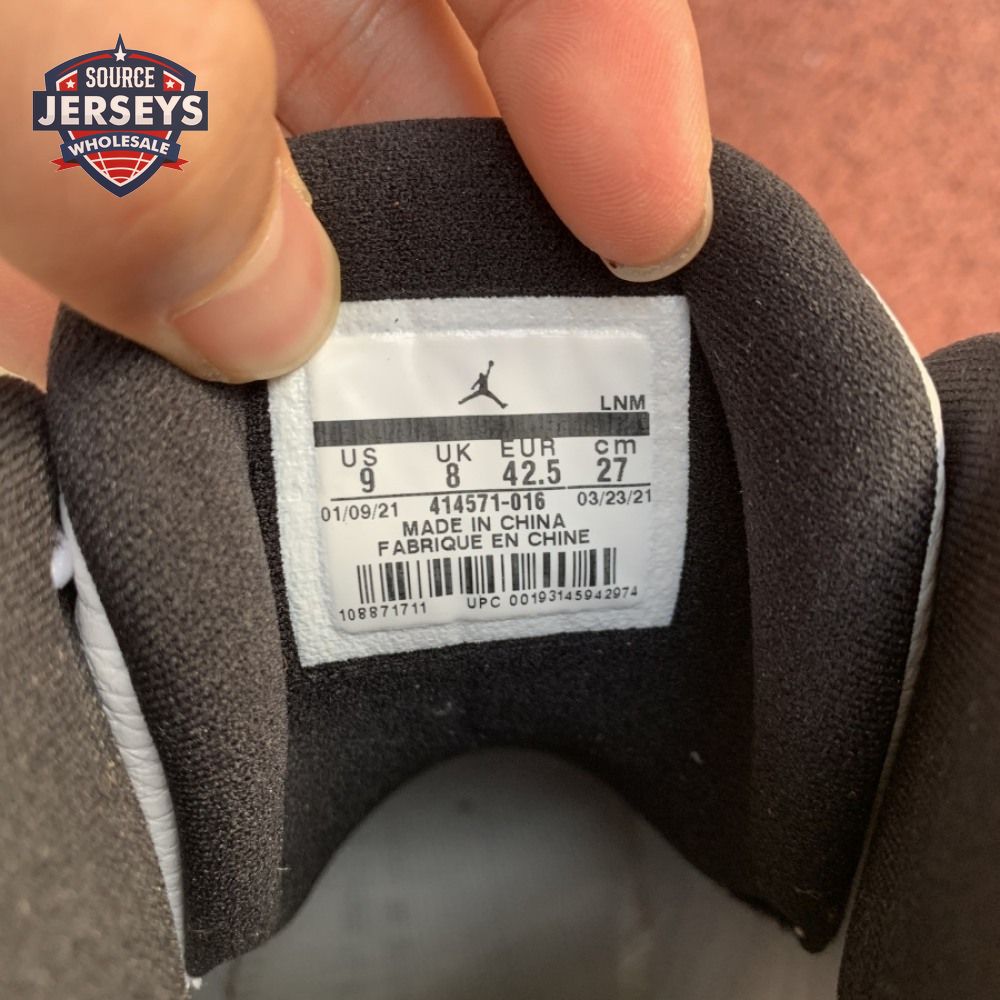 SOURCE
JERSEYS
WHOLESALE
LNM
US UK EUR cm
9 8 42.5 27
01/09/21 414571-016 03/23/21
MADE IN CHINA
FABRIQUE EN CHINE
108871711 UPC 00193145942974